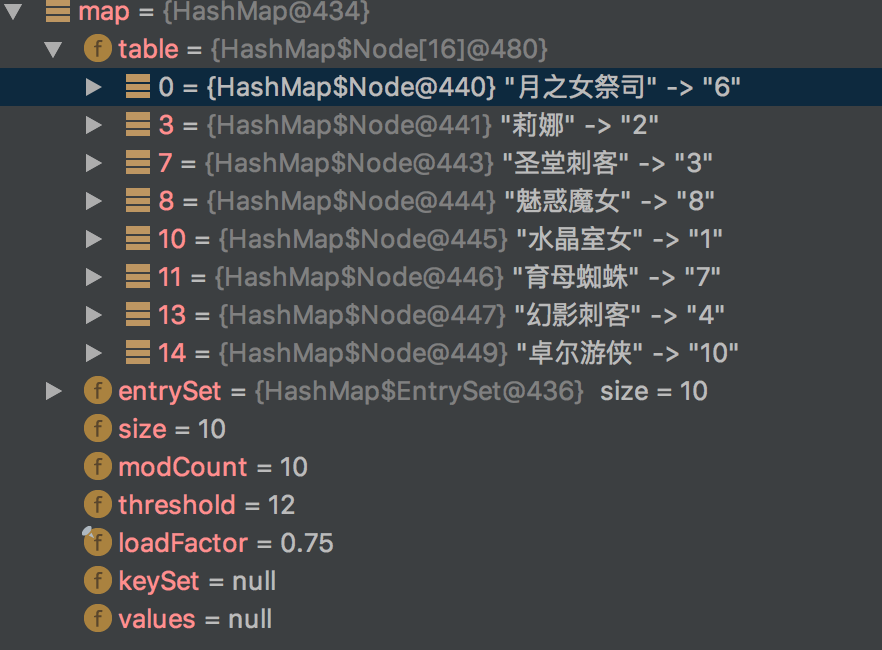 map = {HashMap@434}
f table = {HashMap$Node[16]@480}
0 = {HashMap$Node@440} "月之女祭司" -> "6"
3 = {HashMap$Node@441} "莉娜" -> "2"
7 = {HashMap$Node@443} "圣堂刺客" -> "3"
8 = {HashMap$Node@444} "魅惑魔女" -> "8"
10 = {HashMap$Node@445} "水晶室女" -> "1"
11 = {HashMap$Node@446} "育母蜘蛛" -> "7"
13 = {HashMap$Node@447} "幻影刺客" -> "4"
14 = {HashMap$Node@449} "卓尔游侠" -> "10"
f entrySet = {HashMap$EntrySet@436} size = 10
f size = 10
f modCount = 10
f threshold = 12
f loadFactor = 0.75
f keySet = null
f values = null